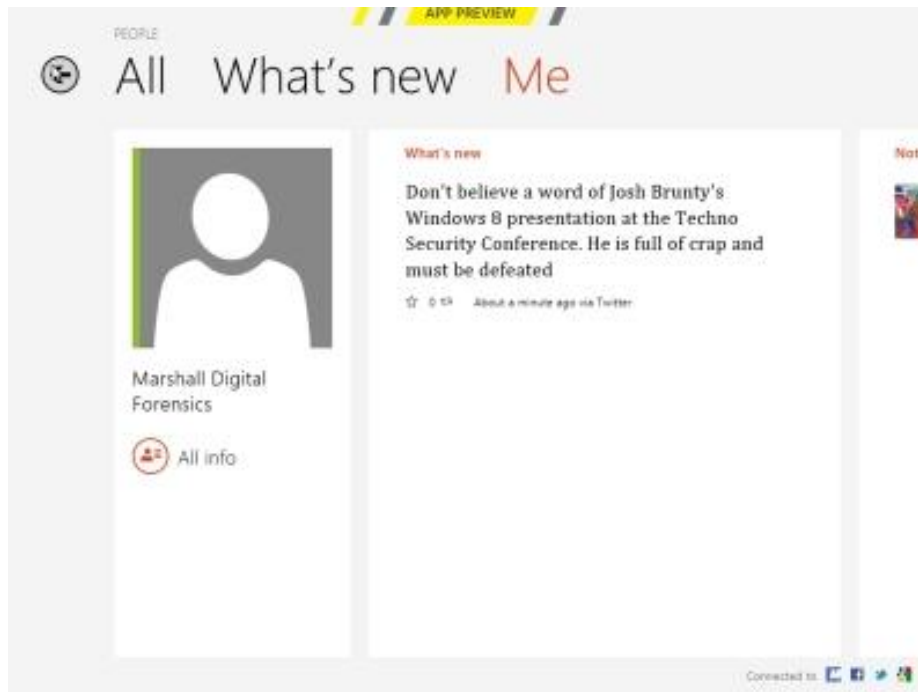 APP PREVIEW
PEOPLE
All What's new Me
What's new
Don't believe a word of Josh Brunty's
Windows 8 presentation at the Techno
Security Conference. He is full of crap and
must be defeated
0 About a minute ago via Twitter
Marshall Digital
Forensics
All info
Not
Connected to